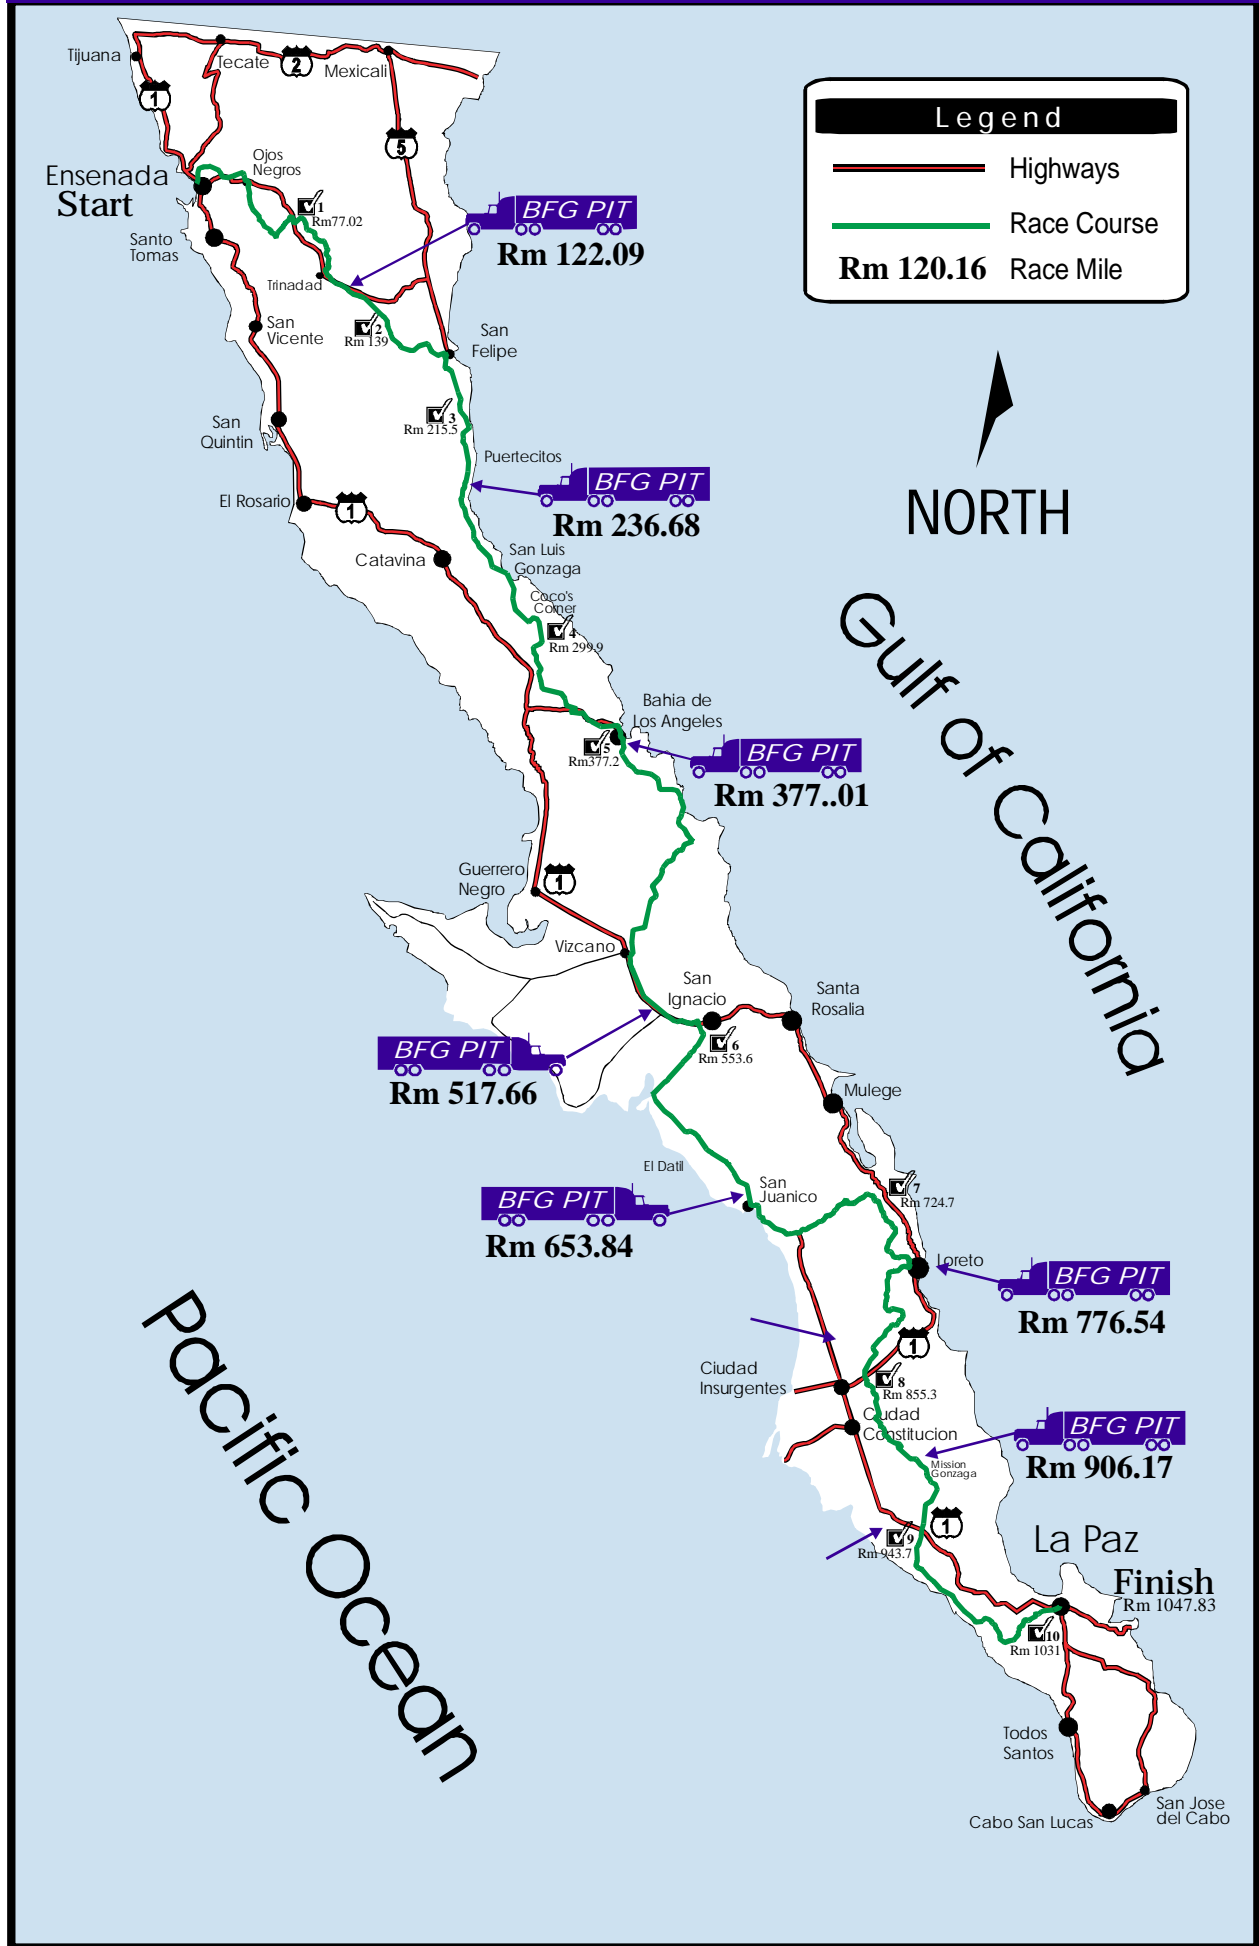 Legend
Highways
Race Course
Rm 120.16 Race Mile
NORTH
Gulf of California
Pacific Ocean
Tijuana
Tecate
2
Mexicali
1
5
Ensenada
Start
Ojos
Negros
1
Rm77.02
BFG PIT
Rm 122.09
Santo
Tomas
Trinadad
San
Vicente
2
Rm 139
San
Felipe
San
Quintin
3
Rm 215.5
Puertecitos
BFG PIT
Rm 236.68
El Rosario
1
Catavina
San Luis
Gonzaga
Coco's
Corner
4
Rm 299.9
Bahia de
Los Angeles
5
Rm377.2
BFG PIT
Rm 377..01
Guerrero
Negro
1
Vizcano
San
Ignacio
Santa
Rosalia
6
Rm 553.6
BFG PIT
Rm 517.66
Mulege
El Datil
San
Juanico
7
Rm 724.7
BFG PIT
Rm 653.84
Loreto
BFG PIT
Rm 776.54
1
Ciudad
Insurgentes
8
Rm 855.3
Ciudad
Constitucion
BFG PIT
Rm 906.17
Mission
Gonzaga
1
9
Rm 943.7
La Paz
Finish
Rm 1047.83
10
Rm 1031
Todos
Santos
Cabo San Lucas
San Jose
del Cabo